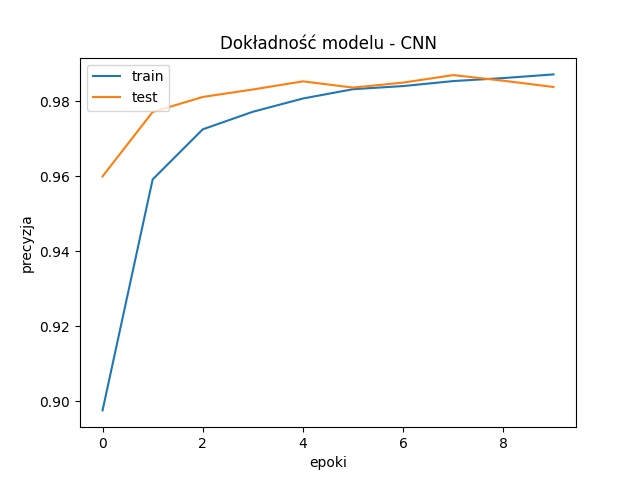 Dokładność modelu - CNN
train
test
precyzja
0.98
0.96
0.94
0.92
0.90
0 2 4 6 8
epoki